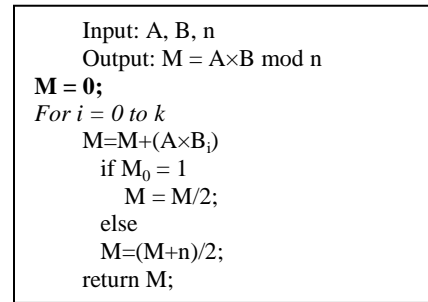 Input: A, B, n
Output: M = A×B mod n
M = 0;
For i = 0 to k
M=M+(A×Bi)
if M0 = 1
M = M/2;
else
M=(M+n)/2;
return M;